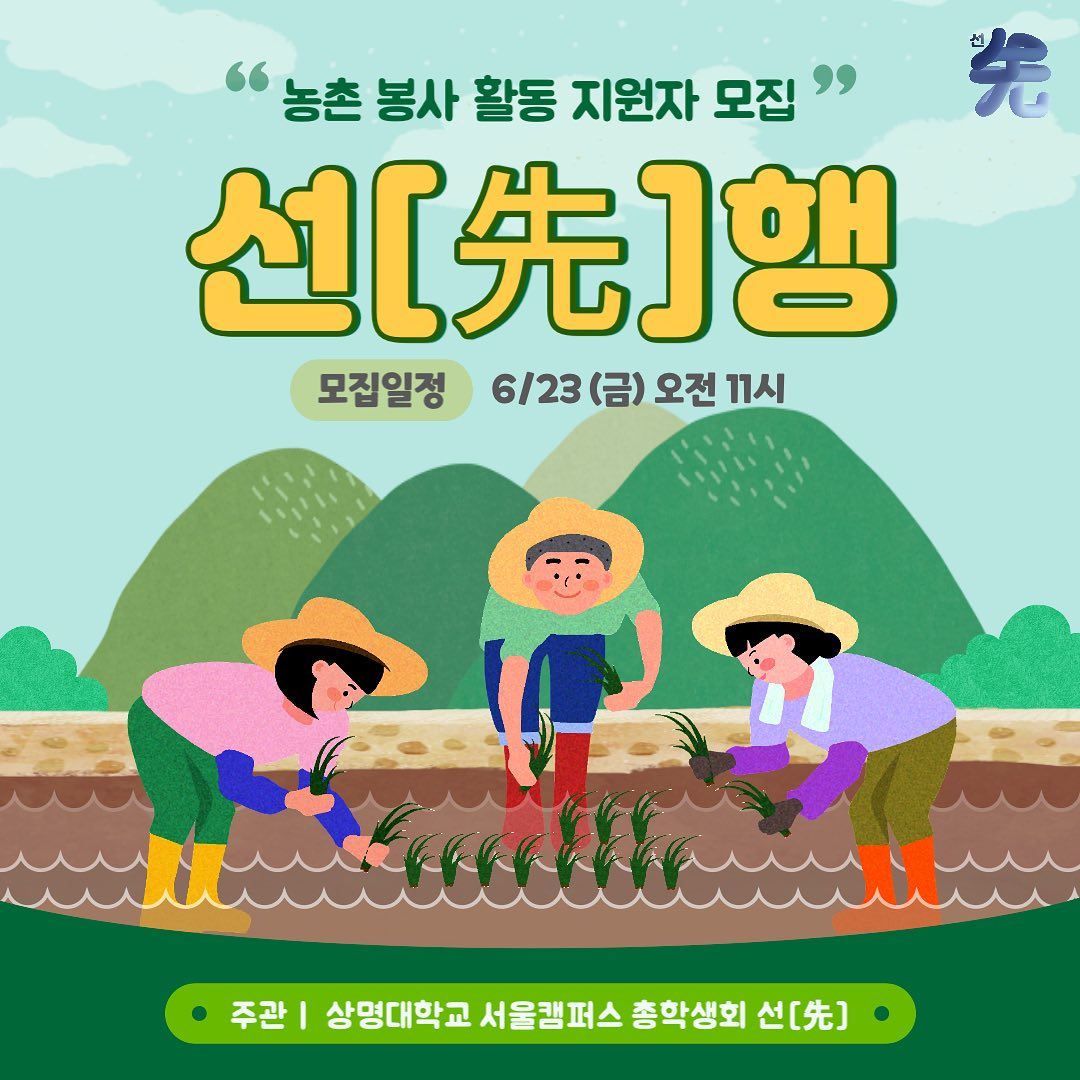 선 先
“ 농촌 봉사 활동 지원자 모집 ”
선[先]행
모집일정 6/23 (금) 오전 11시
주관 | 상명대학교 서울캠퍼스 총학생회 선[先]